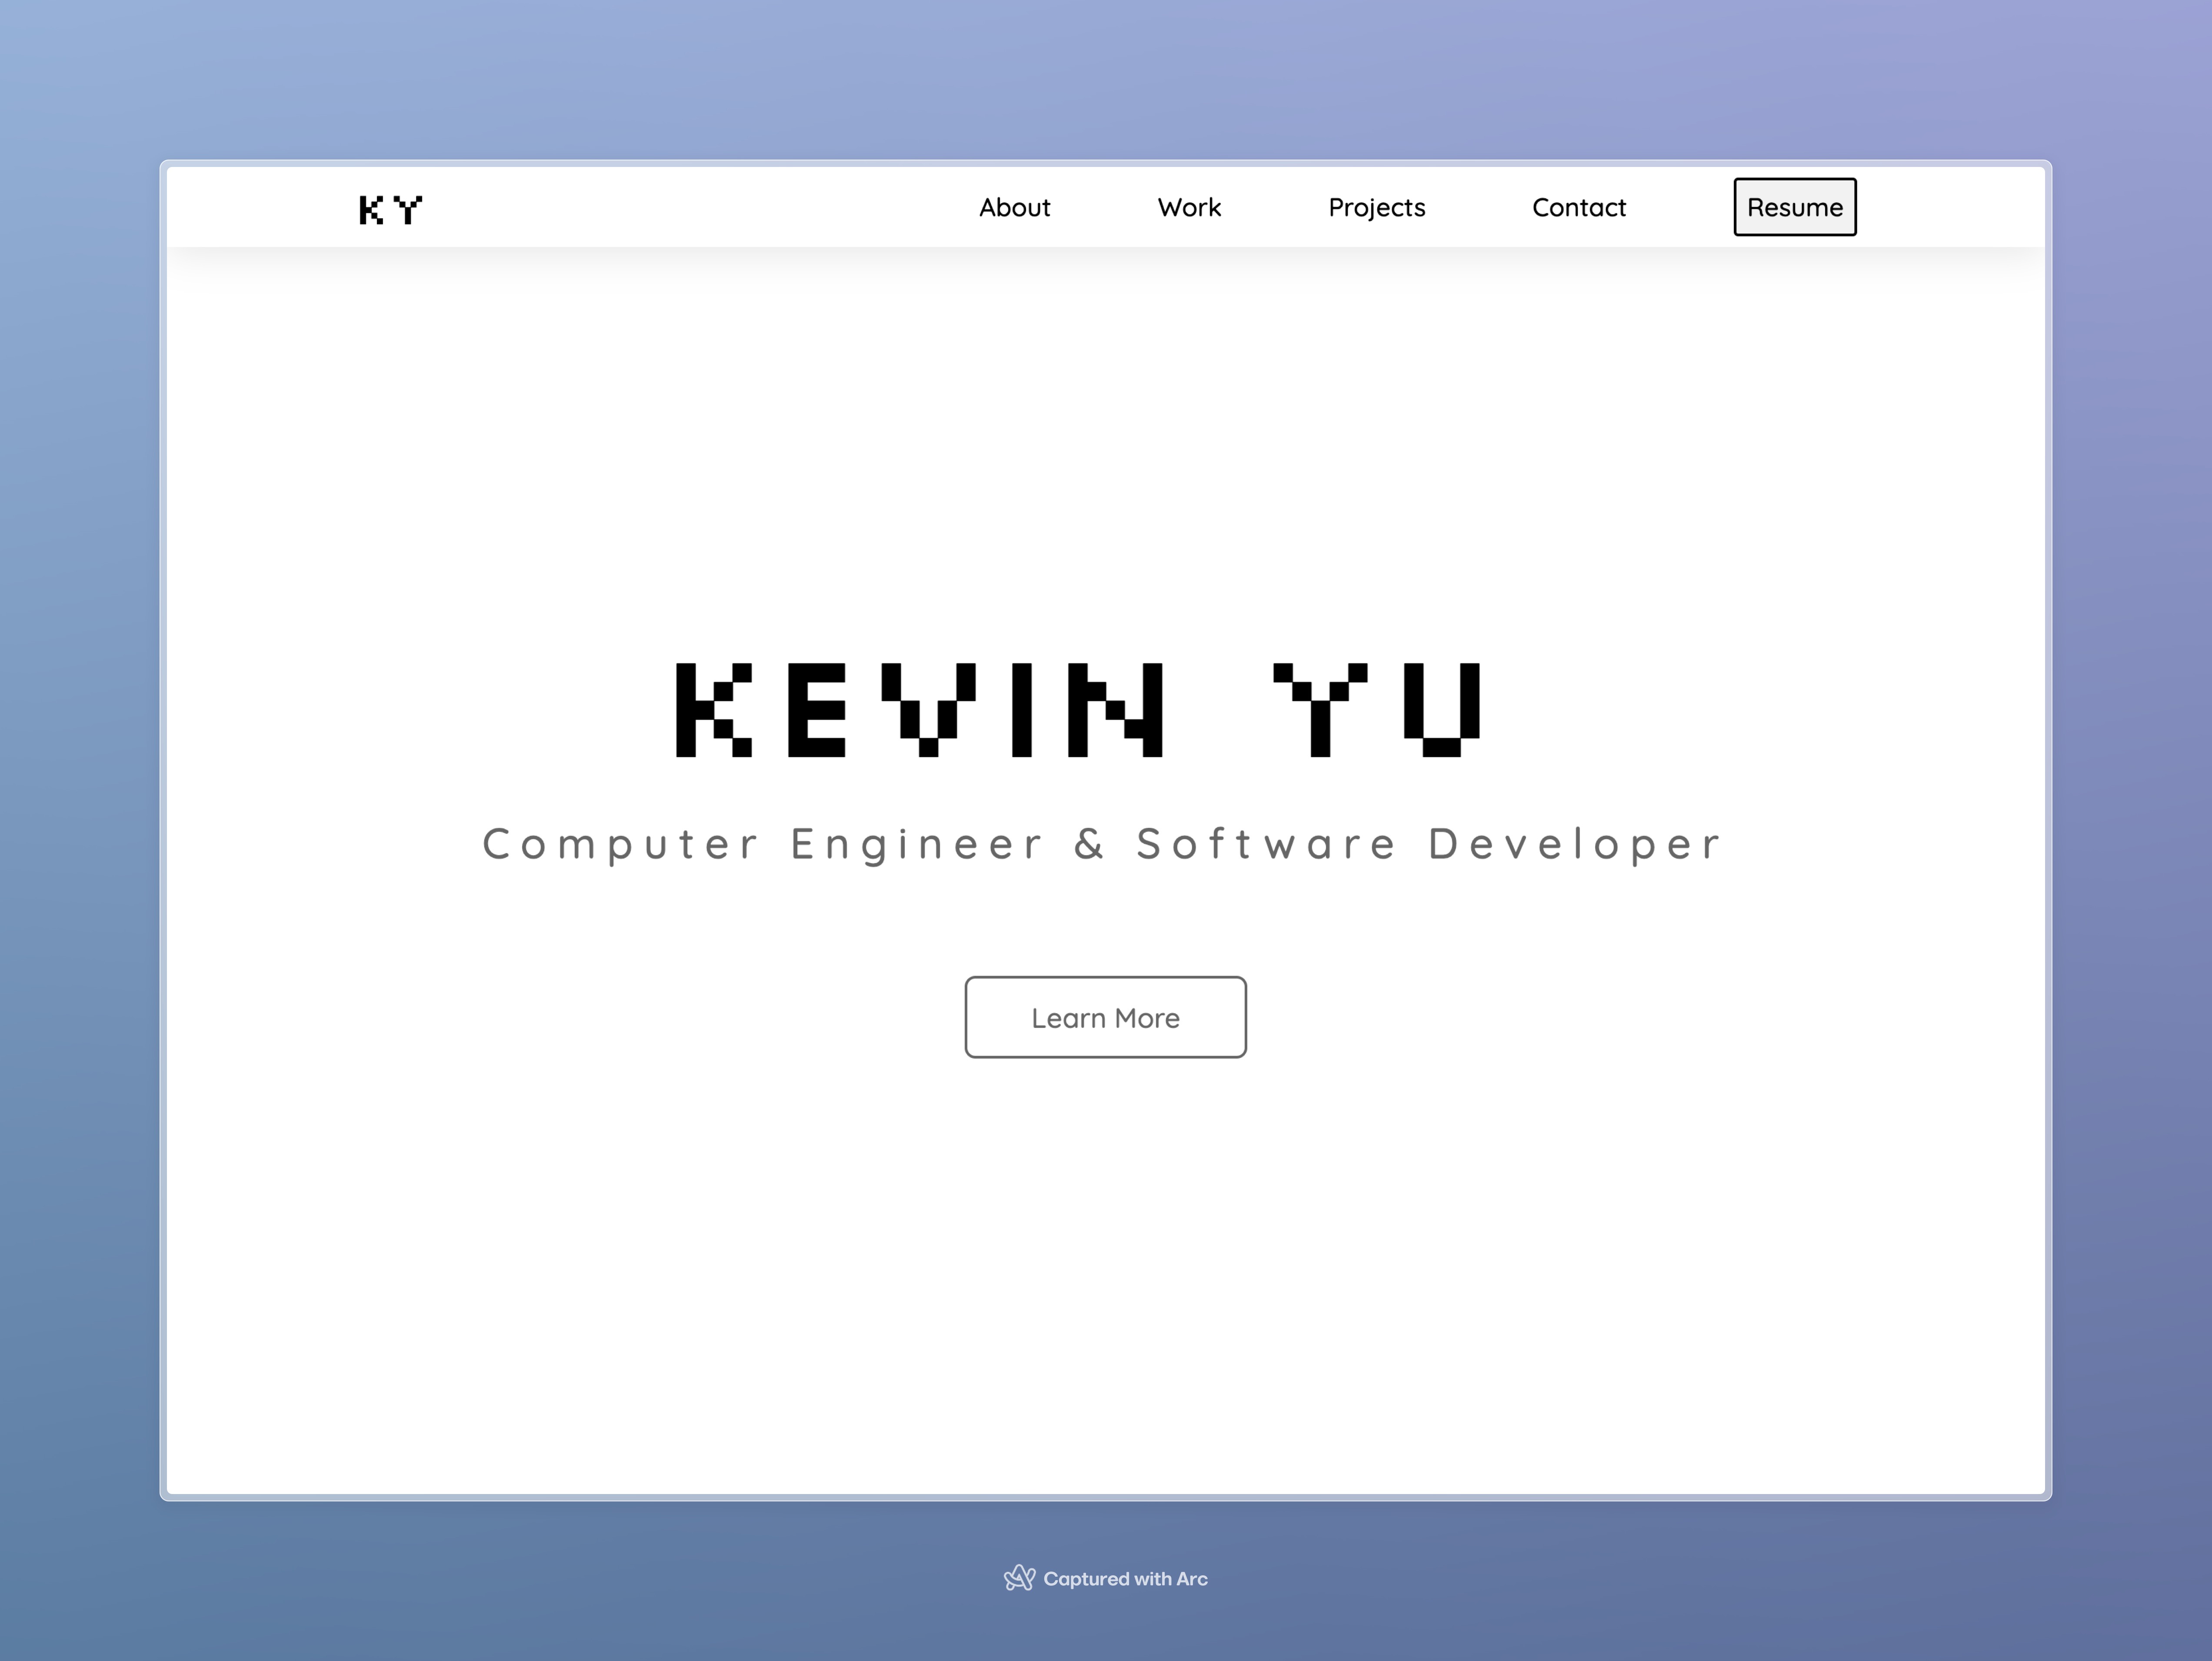 KY
About Work Projects Contact Resume
KEVIN YU
Computer Engineer & Software Developer
Learn More
Captured with Arc